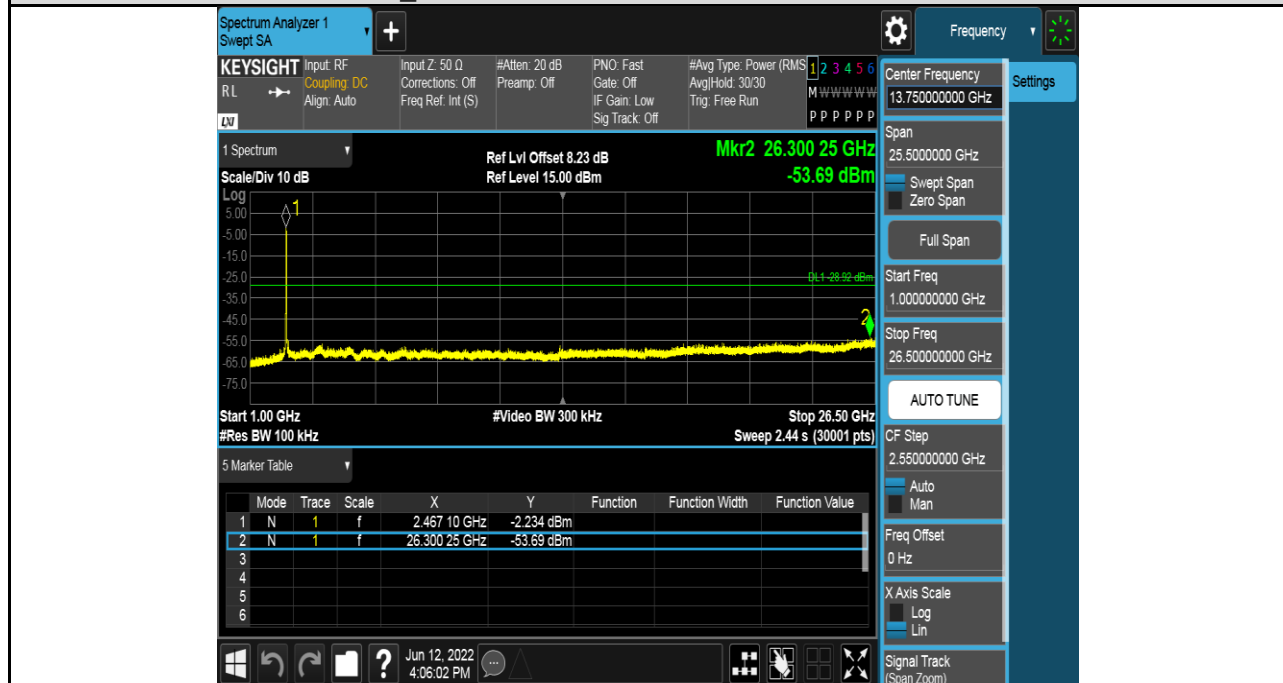 Spectrum Analyzer 1
Swept SA
+
Frequency
KEYSIGHT
RL
LXI
Input: RF
Coupling: DC
Align: Auto
Input Z: 50 Ω
Corrections: Off
Freq Ref: Int (S)
#Atten: 20 dB
Preamp: Off
PNO: Fast
Gate: Off
IF Gain: Low
Sig Track: Off
#Avg Type: Power (RMS
Avg|Hold: 30/30
Trig: Free Run
1 2 3 4 5 6
M W W W W W
P P P P P P
Center Frequency
13.750000000 GHz
Settings
Span
25.5000000 GHz
Swept Span
Zero Span
Full Span
Start Freq
1.000000000 GHz
Stop Freq
26.500000000 GHz
AUTO TUNE
CF Step
2.550000000 GHz
Auto
Man
Freq Offset
0 Hz
X Axis Scale
Log
Lin
Signal Track
(Span Zoom)
1 Spectrum
Scale/Div 10 dB
Ref Lvl Offset 8.23 dB
Ref Level 15.00 dBm
Mkr2 26.300 25 GHz
-53.69 dBm
Log
5.00
-5.00
-15.0
-25.0
-35.0
-45.0
-55.0
-65.0
-75.0
1
DL1 -28.92 dBm
2
Start 1.00 GHz
#Video BW 300 kHz
Stop 26.50 GHz
#Res BW 100 kHz
Sweep 2.44 s (30001 pts)
5 Marker Table
Mode Trace Scale X Y Function Function Width Function Value
1 N 1 f 2.467 10 GHz -2.234 dBm
2 N 1 f 26.300 25 GHz -53.69 dBm
3
4
5
6
?
Jun 12, 2022
4:06:02 PM